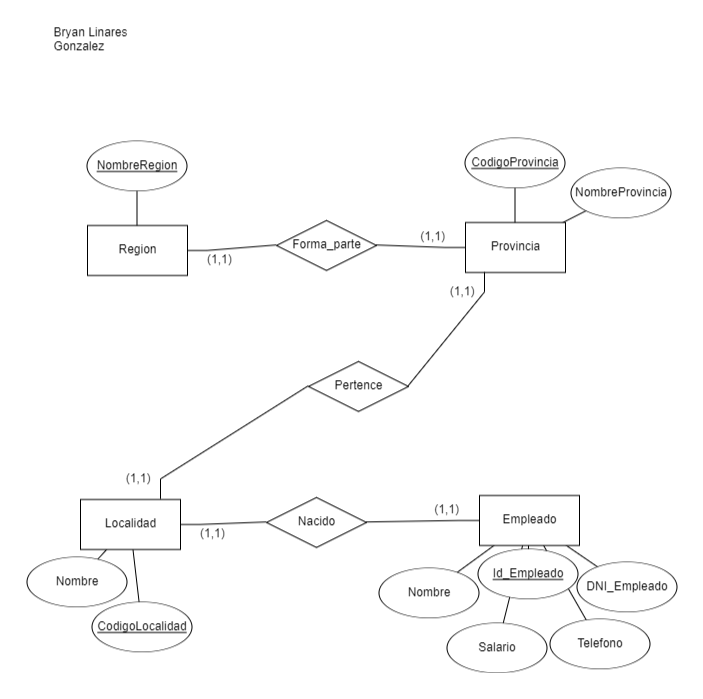 Bryan Linares
Gonzalez
NombreRegion
CodigoProvincia
NombreProvincia
Region
(1,1)
Forma_parte
(1,1)
Provincia
(1,1)
Pertence
(1,1)
Localidad
(1,1)
Nacido
(1,1)
Empleado
Nombre
CodigoLocalidad
Nombre
Id_Empleado
DNI_Empleado
Salario
Telefono